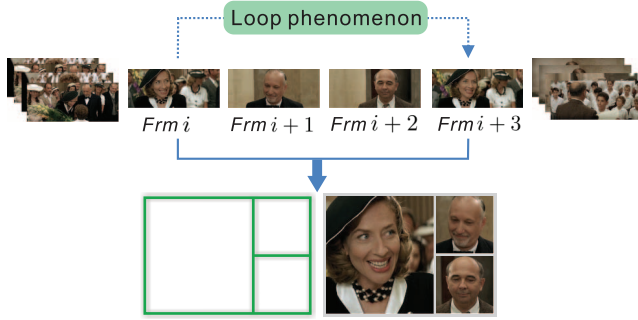 Loop phenomenon
Frm i
Frm i + 1
Frm i + 2
Frm i + 3